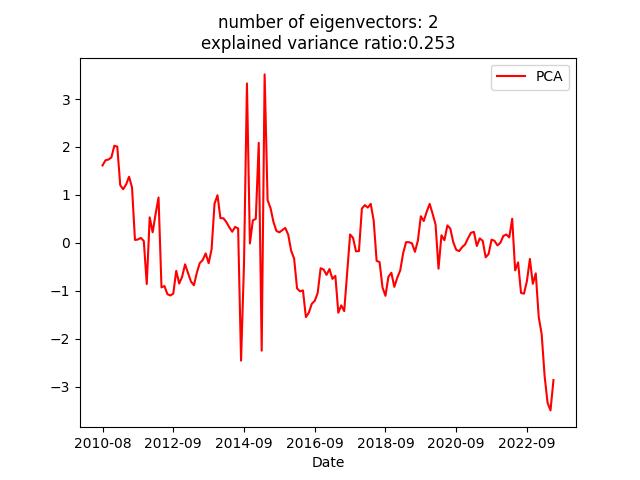 number of eigenvectors: 2
explained variance ratio:0.253
PCA
3
2
1
0
−1
−2
−3
2010-08 2012-09 2014-09 2016-09 2018-09 2020-09 2022-09
Date